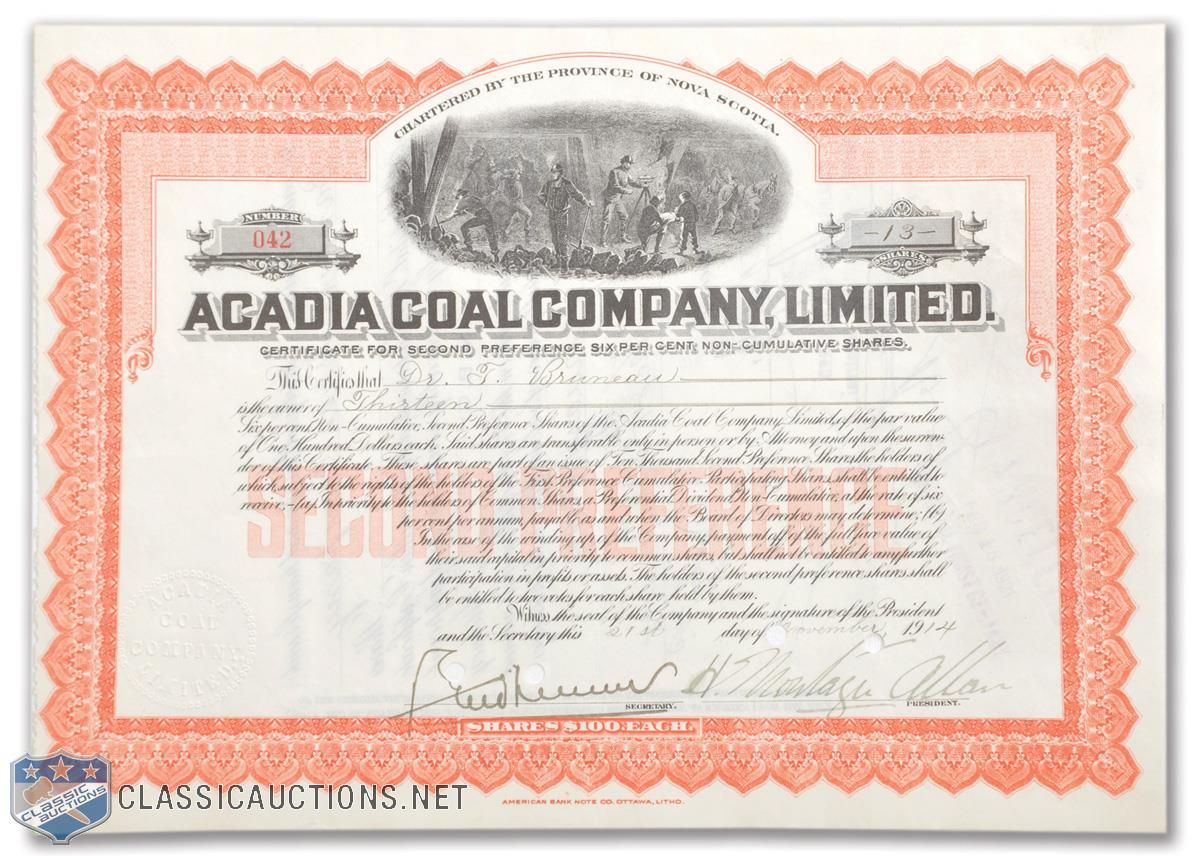 CHARTERED BY THE PROVINCE OF NOVA SCOTIA.
NUMBER
042
-13-
SHARES
ACADIA COAL COMPANY, LIMITED.
CERTIFICATE FOR SECOND PREFERENCE SIX PER CENT. NON-CUMULATIVE SHARES.
This Certifies that Dr. T. Bruneau
is the owner of Thirteen
Six per cent Non-Cumulative, Second Preference Shares of the Acadia Coal Company Limited, of the par value
of One Hundred Dollars each. Said shares are transferable only in person or by Attorney and upon the surren-
der of this Certificate. These shares are part of an issue of Ten Thousand Second Preference Shares, the holders of
which subject to the rights of the holders of the First Preference Cumulative Participating Shares shall be entitled to
receive,-(a) In priority to the holders of Common Shares, a Preferential Dividend, Non-Cumulative, at the rate of six
per cent per annum, payable as and when the Board of Directors may determine; (b)
In the case of the winding up of the Company, payment off of the full face value of
their said capital in priority to common shares, but shall not be entitled to any further
participation in profits or assets. The holders of the second preference shares shall
be entitled to two votes for each share held by them.
SECOND PREFERENCE
Witness the seal of the Company and the signature of the President
and the Secretary this 21st day of November, 1914
ACADIA
COAL
COMPANY
LIMITED
H. Montagu Allan
SECRETARY.
PRESIDENT.
SHARES $100. EACH.
AMERICAN BANK NOTE CO. OTTAWA, LITHO.
CLASSIC
AUCTIONS
CLASSICAUCTIONS.NET